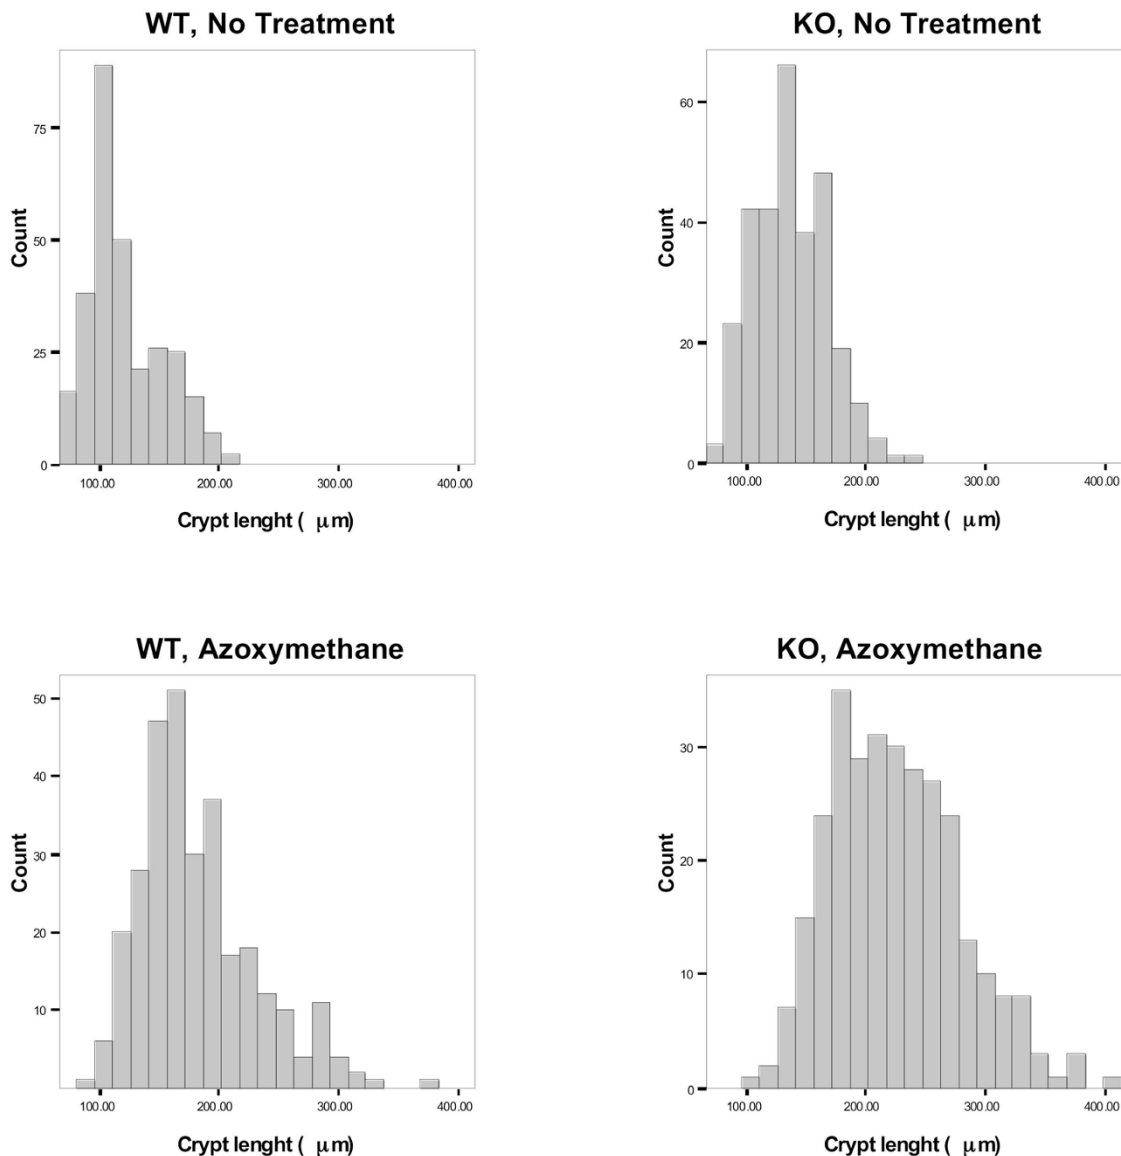 WT, No Treatment
75
50
25
0
Count
100.00 200.00 300.00 400.00
Crypt lenght ( μm)
KO, No Treatment
60
40
20
0
Count
100.00 200.00 300.00 400.00
Crypt lenght ( μm)
WT, Azoxymethane
50
40
30
20
10
Count
100.00 200.00 300.00 400.00
Crypt lenght ( μm)
KO, Azoxymethane
30
20
10
0
Count
100.00 200.00 300.00 400.00
Crypt lenght ( μm)